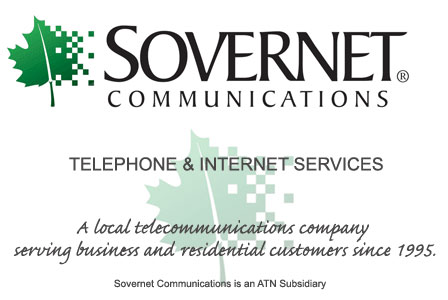 SOVERNET®
COMMUNICATIONS
TELEPHONE & INTERNET SERVICES
A local telecommunications company
serving business and residential customers since 1995.
Sovernet Communications is an ATN Subsidiary